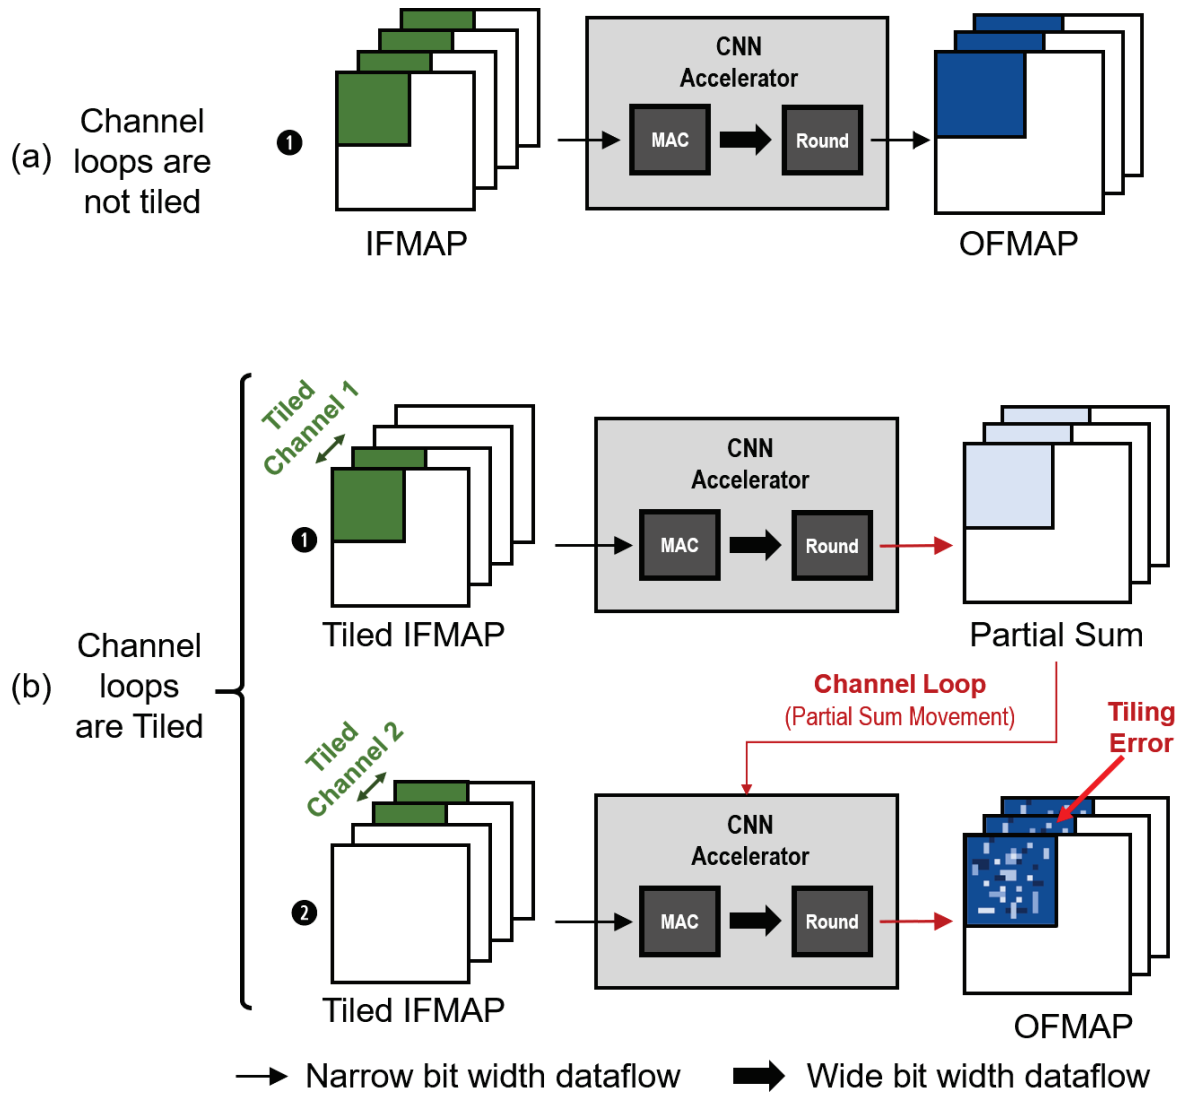 (a)
Channel
loops are
not tiled
❶
IFMAP
CNN
Accelerator
MAC
Round
OFMAP
(b)
Channel
loops
are Tiled
Tiled
Channel 1
❶
Tiled IFMAP
CNN
Accelerator
MAC
Round
Partial Sum
Channel Loop
(Partial Sum Movement)
Tiling
Error
Tiled
Channel 2
❷
Tiled IFMAP
CNN
Accelerator
MAC
Round
OFMAP
Narrow bit width dataflow
Wide bit width dataflow